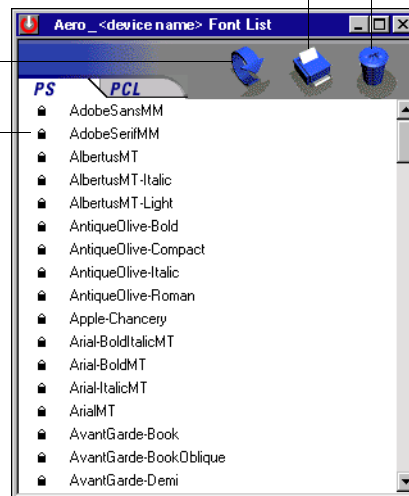 Aero_<device name> Font List
PS PCL
AdobeSansMM
AdobeSerifMM
AlbertusMT
AlbertusMT-Italic
AlbertusMT-Light
AntiqueOlive-Bold
AntiqueOlive-Compact
AntiqueOlive-Italic
AntiqueOlive-Roman
Apple-Chancery
Arial-BoldItalicMT
Arial-BoldMT
Arial-ItalicMT
ArialMT
AvantGarde-Book
AvantGarde-BookOblique
AvantGarde-Demi